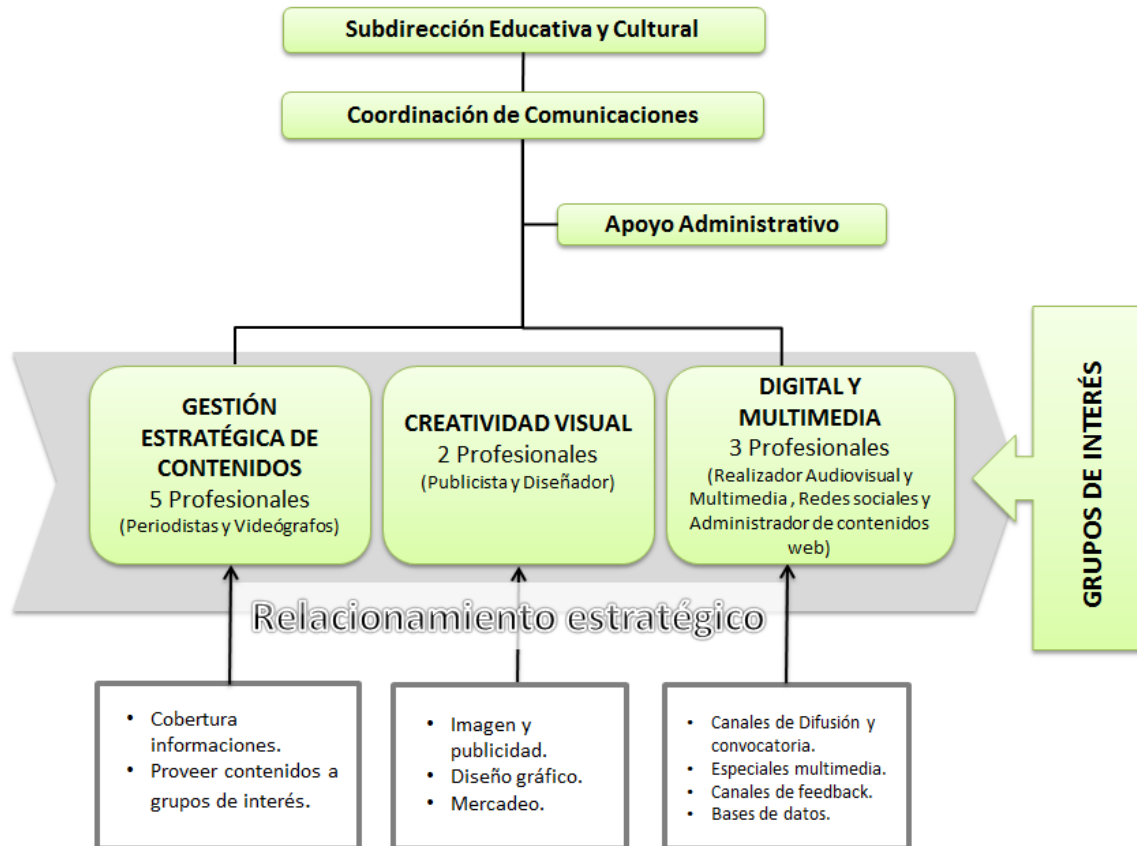 Subdirección Educativa y Cultural
Coordinación de Comunicaciones
Apoyo Administrativo
GESTIÓN
ESTRATÉGICA DE
CONTENIDOS
5 Profesionales
(Periodistas y Videógrafos)
CREATIVIDAD VISUAL
2 Profesionales
(Publicista y Diseñador)
DIGITAL Y
MULTIMEDIA
3 Profesionales
(Realizador Audiovisual y
Multimedia , Redes sociales y
Administrador de contenidos
web)
GRUPOS DE INTERÉS
Relacionamiento estratégico
• Cobertura
informaciones.
• Proveer contenidos a
grupos de interés.
• Imagen y
publicidad.
• Diseño gráfico.
• Mercadeo.
• Canales de Difusión y
convocatoria.
• Especiales multimedia.
• Canales de feedback.
• Bases de datos.